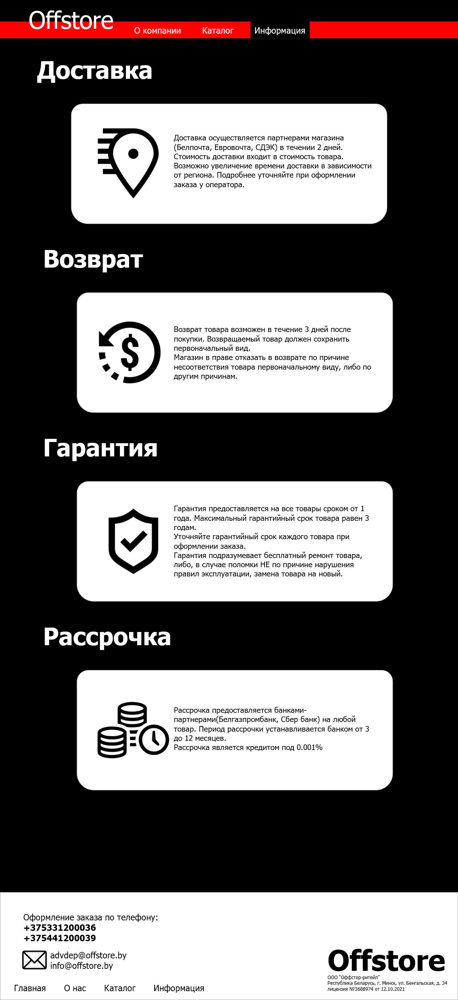 Offstore
О компании
Каталог
Информация
Доставка
Доставка осуществляется партнерами магазина
(Белпочта, Евровочта, СДЭК) в течении 2 дней.
Стоимость доставки входит в стоимость товара.
Возможно увеличение времени доставки в зависимости
от региона. Подробнее уточняйте при оформлении
заказа у оператора.
Возврат
$
Возврат товара возможен в течение 3 дней после
покупки. Возвращаемый товар должен сохранить
первоначальный вид.
Магазин в праве отказать в возврате по причине
несоответствия товара первоначальному виду, либо по
другим причинам.
Гарантия
Гарантия предоставляется на все товары сроком от 1
года. Максимальный гарантийный срок товара равен 3
годам.
Уточняйте гарантийный срок каждого товара при
оформлении заказа.
Гарантия подразумевает бесплатный ремонт товара,
либо, в случае поломки НЕ по причине нарушения
правил эксплуатации, замена товара на новый.
Рассрочка
Рассрочка предоставляется банками-
партнерами(Белгазпромбанк, Сбер банк) на любой
товар. Период рассрочки устанавливается банком от 3
до 12 месяцев.
Рассрочка является кредитом под 0.001%
Оформление заказа по телефону:
+375331200036
+375441200039
advdep@offstore.by
info@offstore.by
Главная
О нас
Каталог
Информация
Offstore
ООО "Оффстор-ритейл"
Республика Беларусь, г. Минск, ул. Бенгальская, д. 34
лицензия №3688974 от 12.10.2021